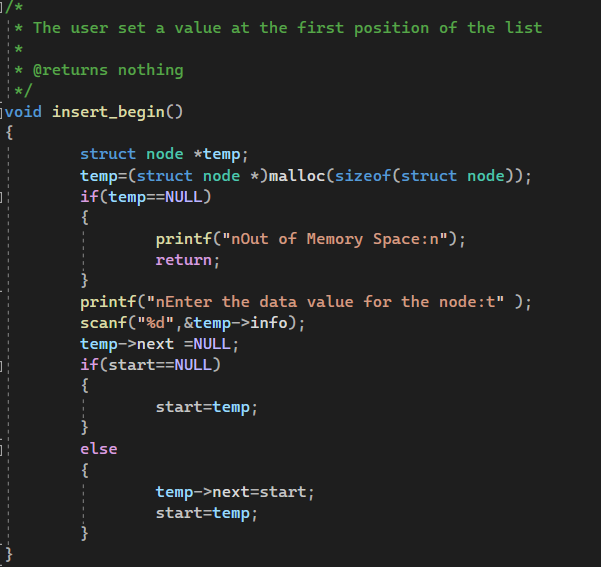 /*
* The user set a value at the first position of the list
*
* @returns nothing
*/
void insert_begin()
{
struct node *temp;
temp=(struct node *)malloc(sizeof(struct node));
if(temp==NULL)
{
printf("nOut of Memory Space:n");
return;
}
printf("nEnter the data value for the node:t" );
scanf("%d",&temp->info);
temp->next =NULL;
if(start==NULL)
{
start=temp;
}
else
{
temp->next=start;
start=temp;
}
}